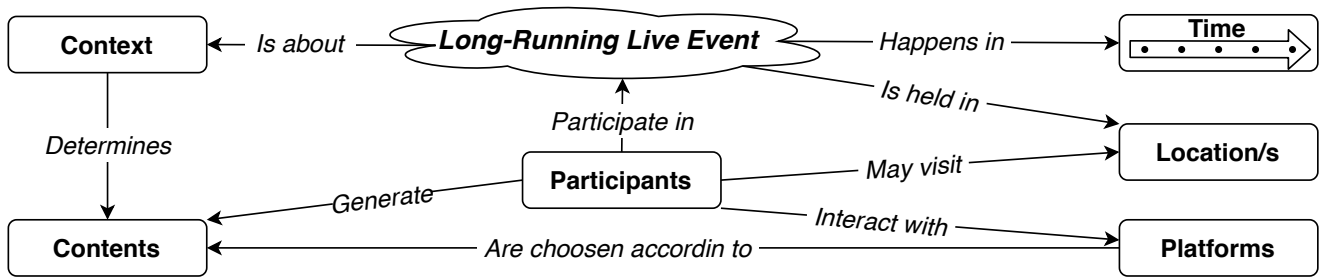 Context
Is about
Long-Running Live Event
Happens in
Time
Is held in
Determines
Participate in
Location/s
May visit
Participants
Generate
Interact with
Contents
Are choosen accordin to
Platforms